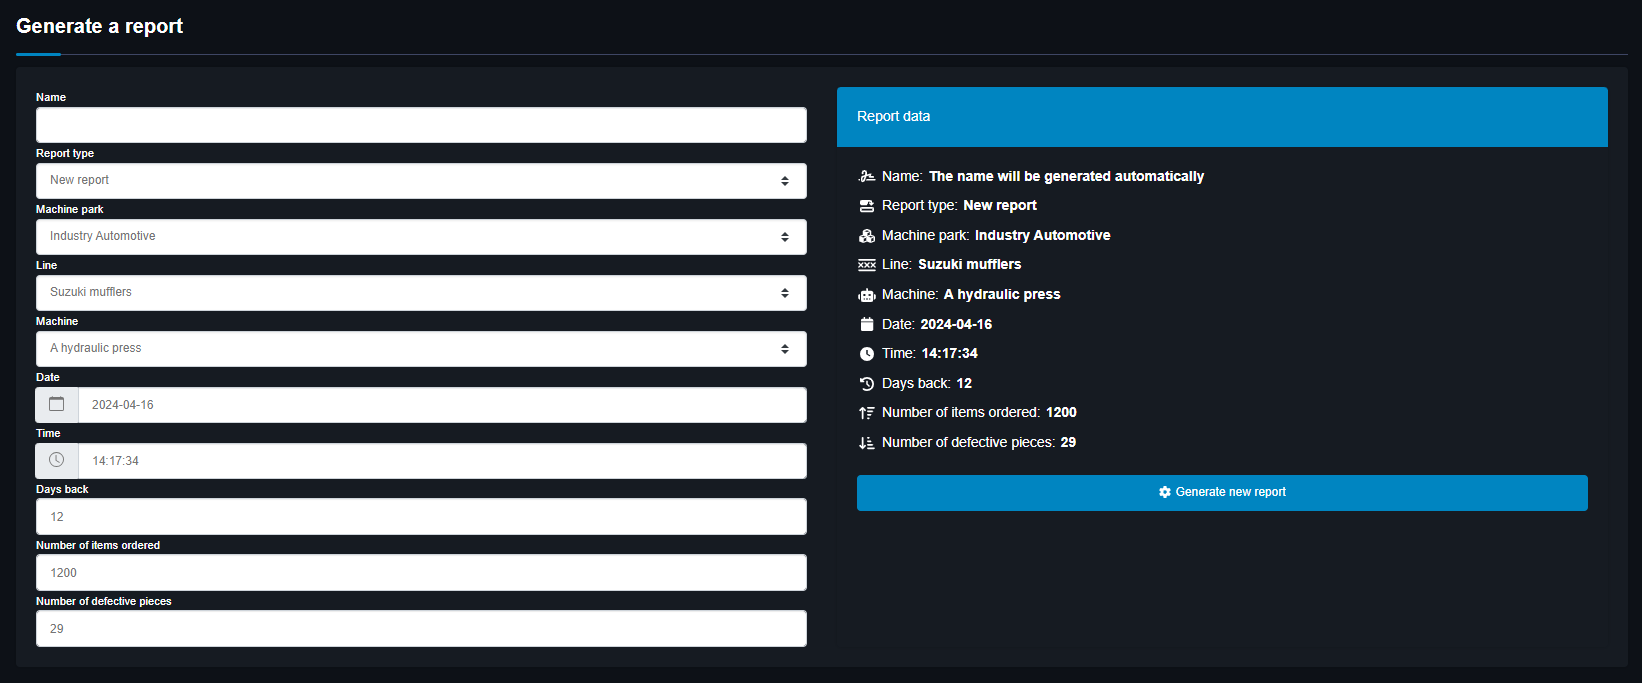 Generate a report
Name
Report type
New report
Machine park
Industry Automotive
Line
Suzuki mufflers
Machine
A hydraulic press
Date
2024-04-16
Time
14:17:34
Days back
12
Number of items ordered
1200
Number of defective pieces
29
Report data
Name: The name will be generated automatically
Report type: New report
Machine park: Industry Automotive
Line: Suzuki mufflers
Machine: A hydraulic press
Date: 2024-04-16
Time: 14:17:34
Days back: 12
Number of items ordered: 1200
Number of defective pieces: 29
Generate new report